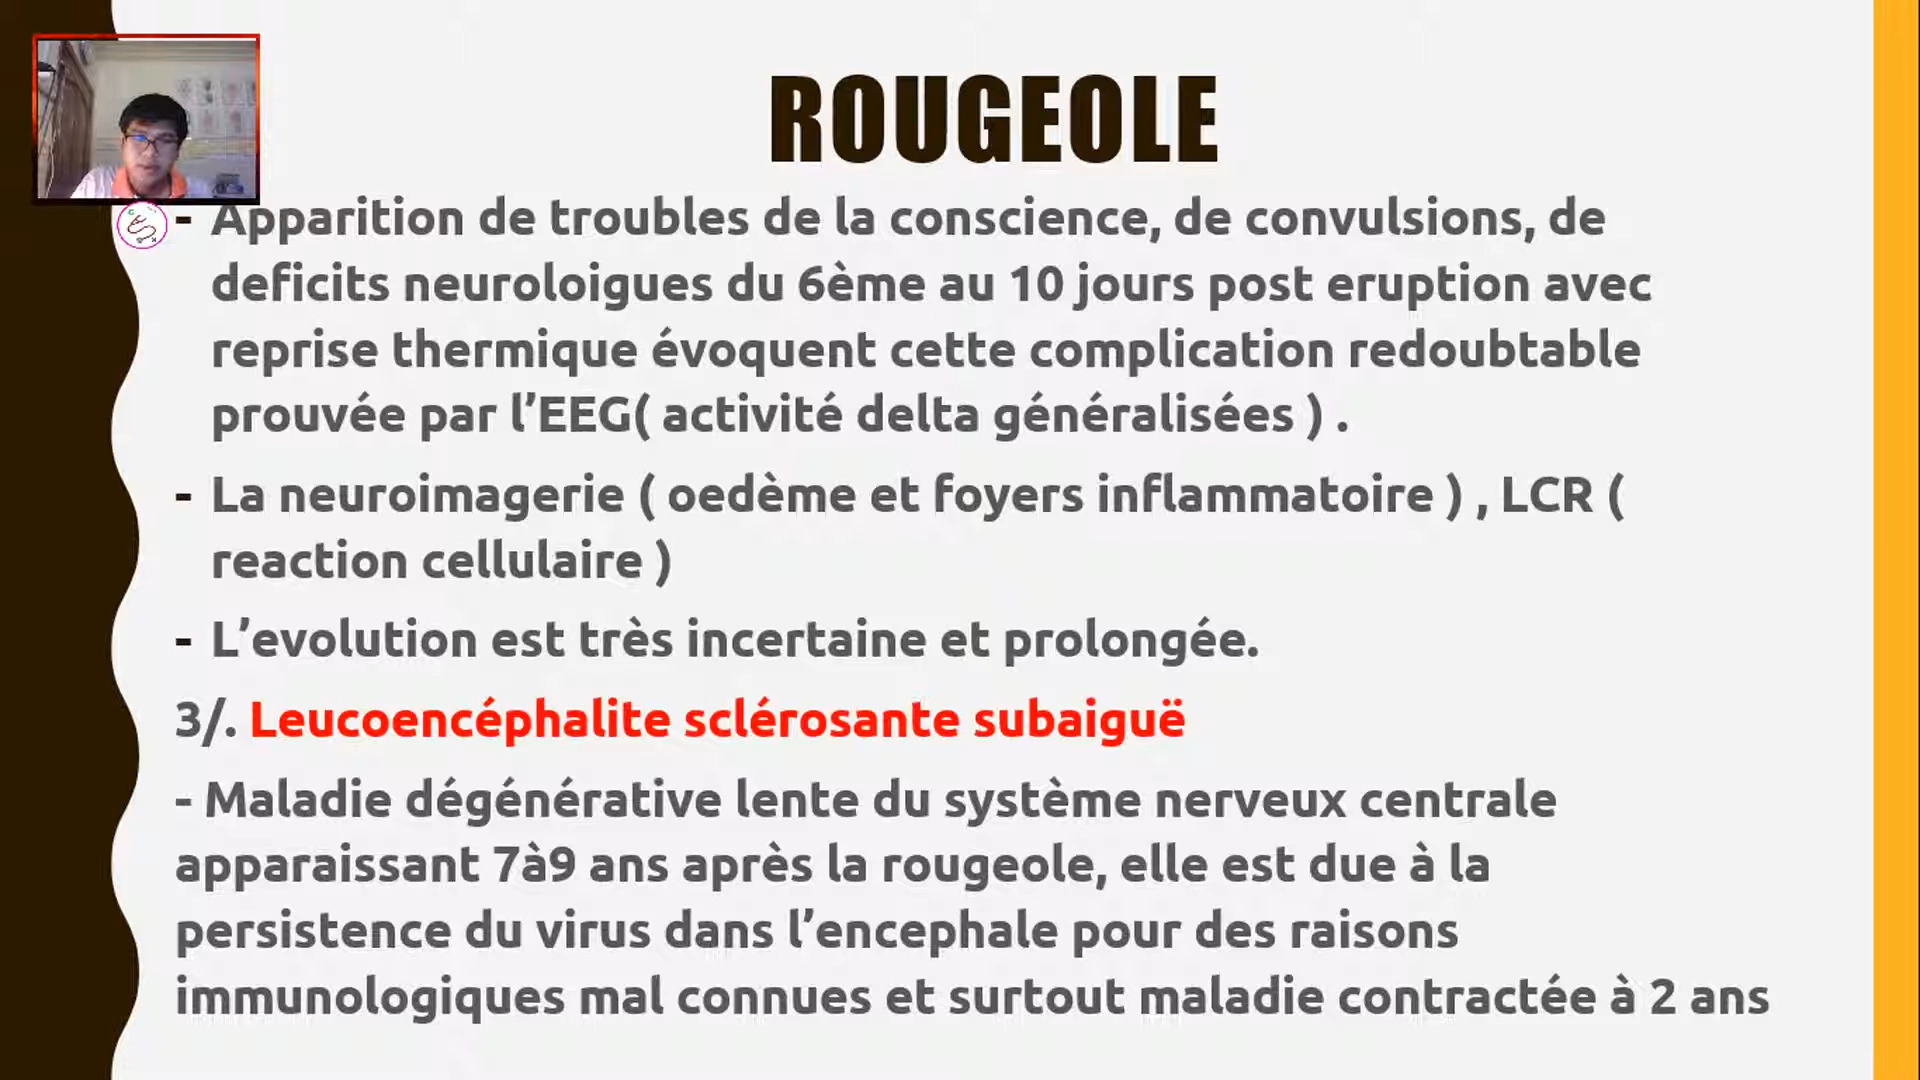 ROUGEOLE
- Apparition de troubles de la conscience, de convulsions, de
deficits neuroloigues du 6ème au 10 jours post eruption avec
reprise thermique évoquent cette complication redoubtable
prouvée par l’EEG( activité delta généralisées ) .
- La neuroimagerie ( oedème et foyers inflammatoire ) , LCR (
reaction cellulaire )
- L’evolution est très incertaine et prolongée.
3/. Leucoencéphalite sclérosante subaiguë
- Maladie dégénérative lente du système nerveux centrale
apparaissant 7à9 ans après la rougeole, elle est due à la
persistence du virus dans l’encephale pour des raisons
immunologiques mal connues et surtout maladie contractée à 2 ans